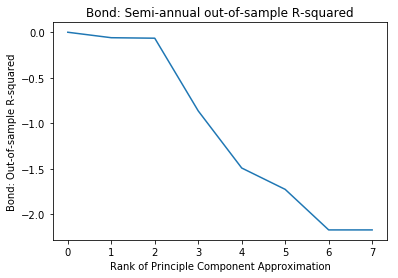 Bond: Semi-annual out-of-sample R-squared
Bond: Out-of-sample R-squared
0.0
-0.5
-1.0
-1.5
-2.0
0 1 2 3 4 5 6 7
Rank of Principle Component Approximation